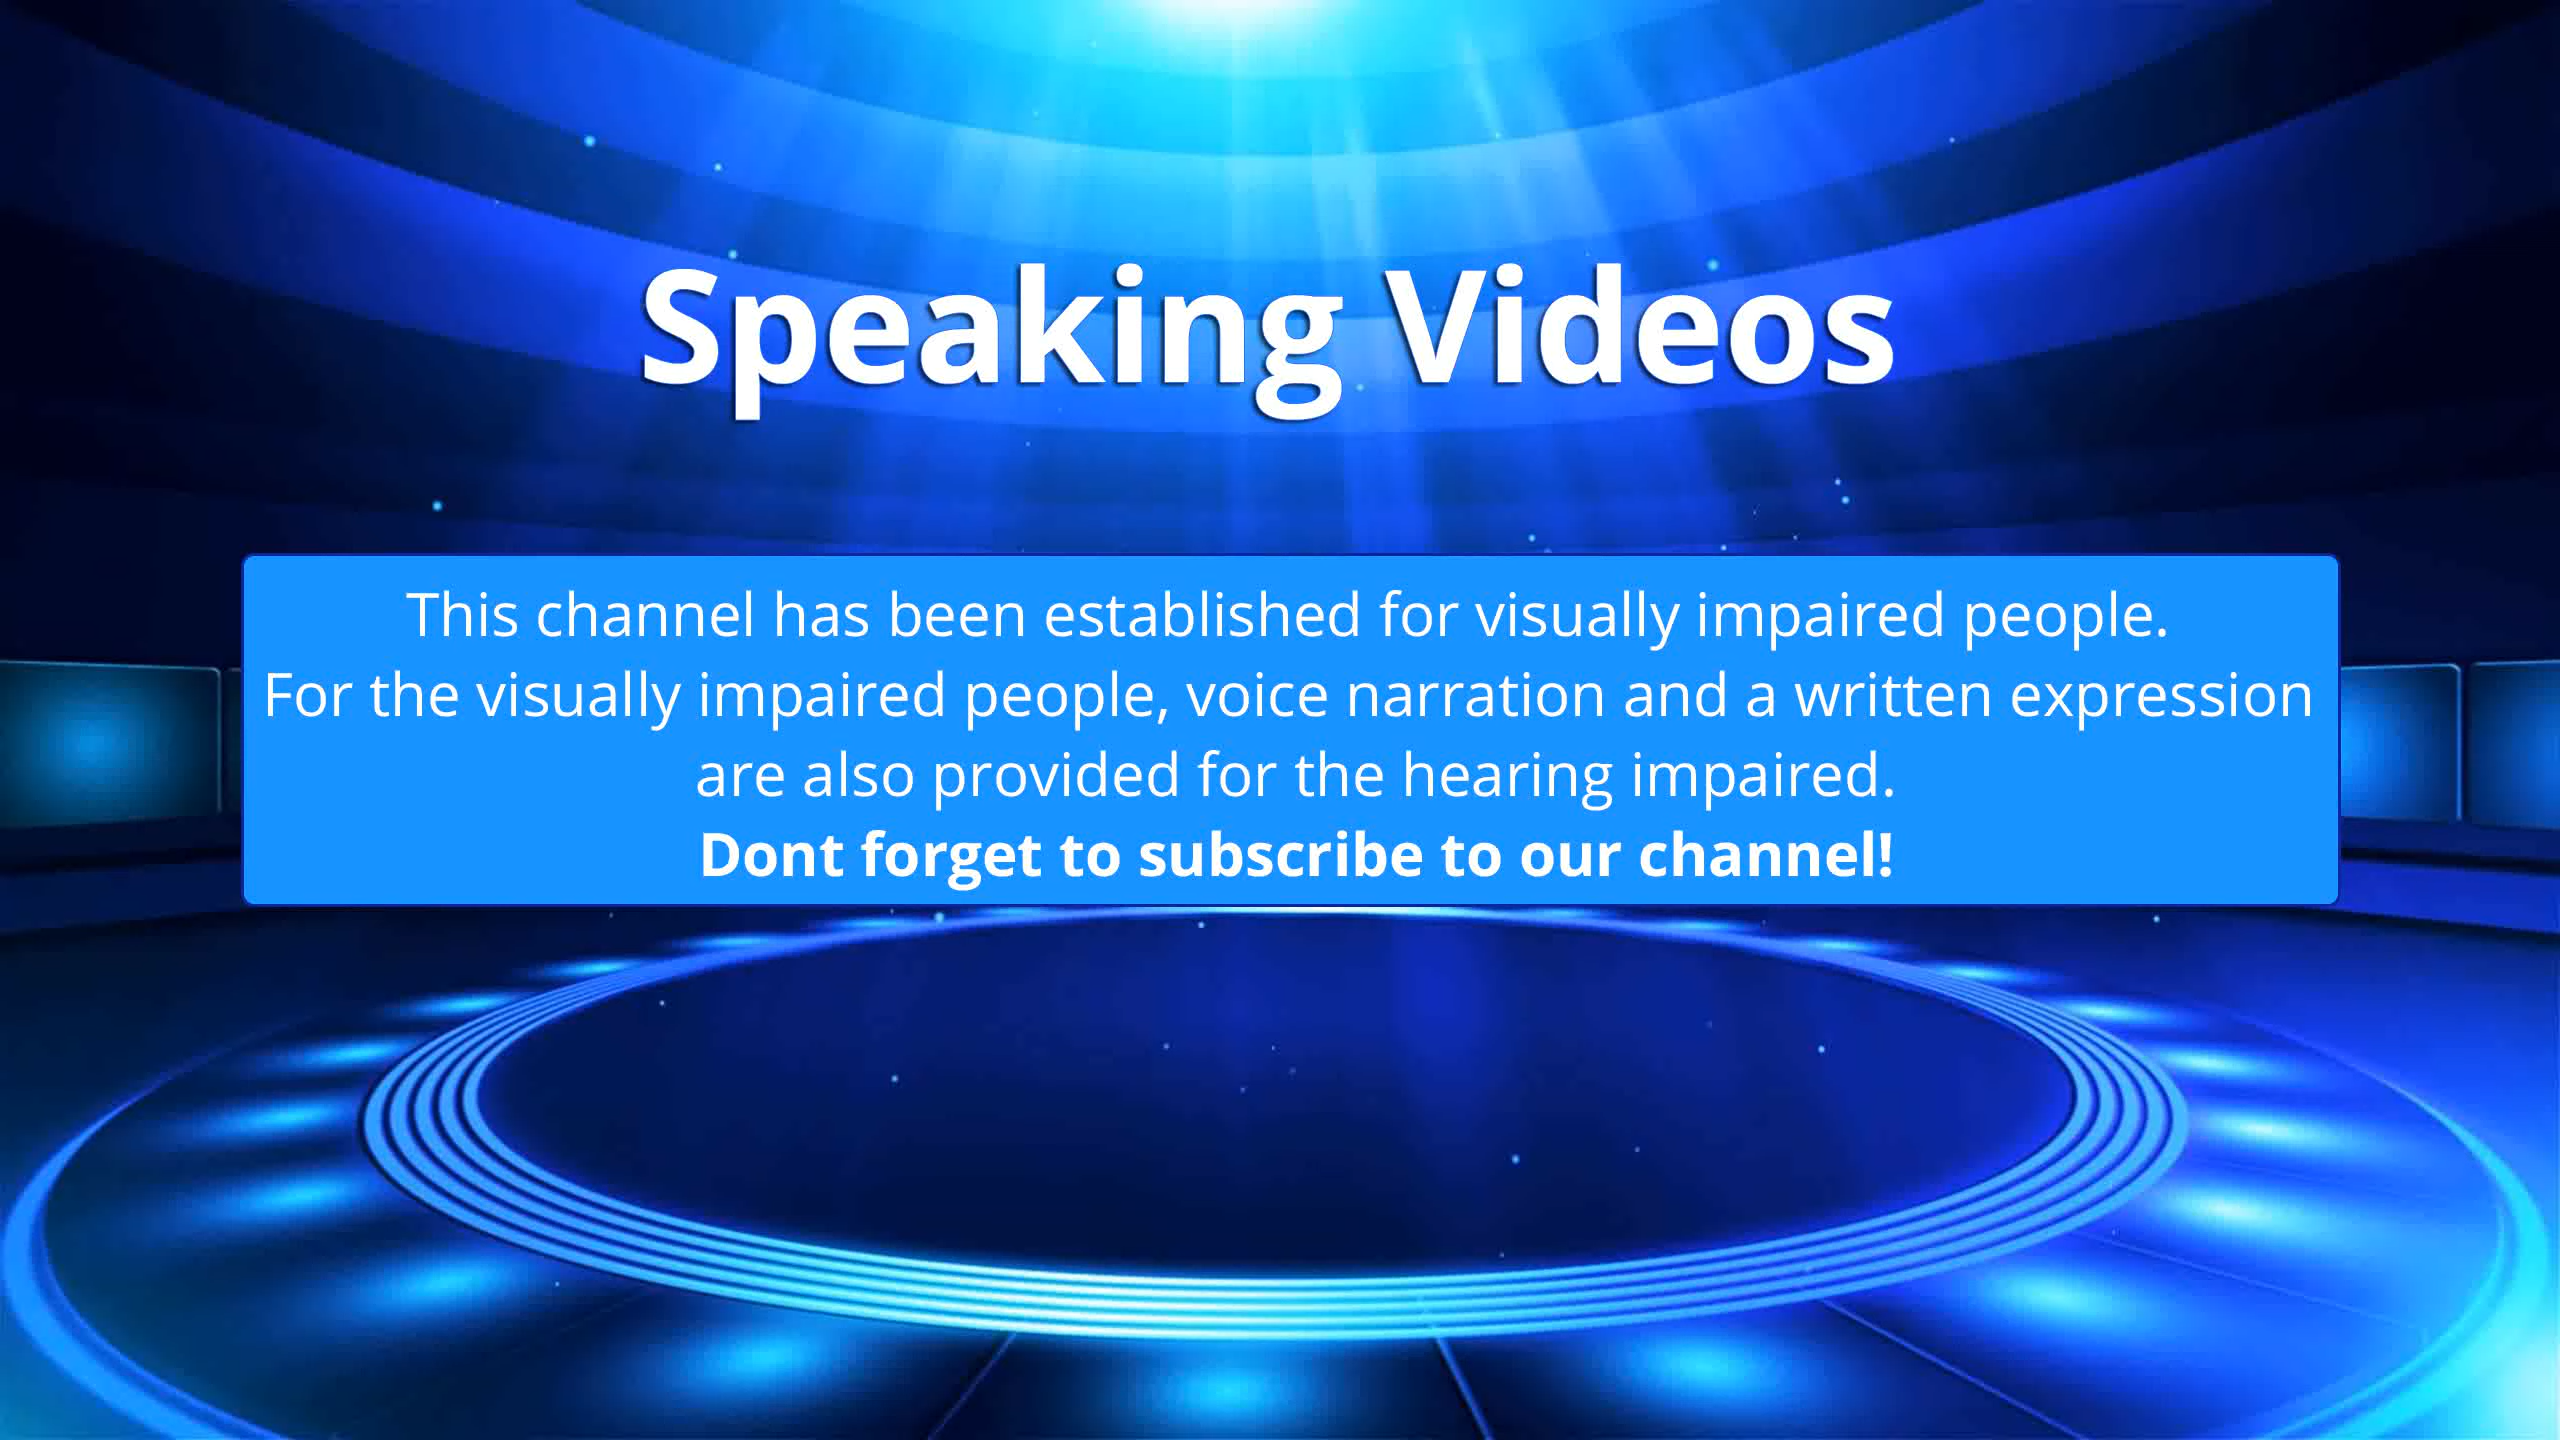 Speaking Videos
This channel has been established for visually impaired people.
For the visually impaired people, voice narration and a written expression
are also provided for the hearing impaired.
Dont forget to subscribe to our channel!